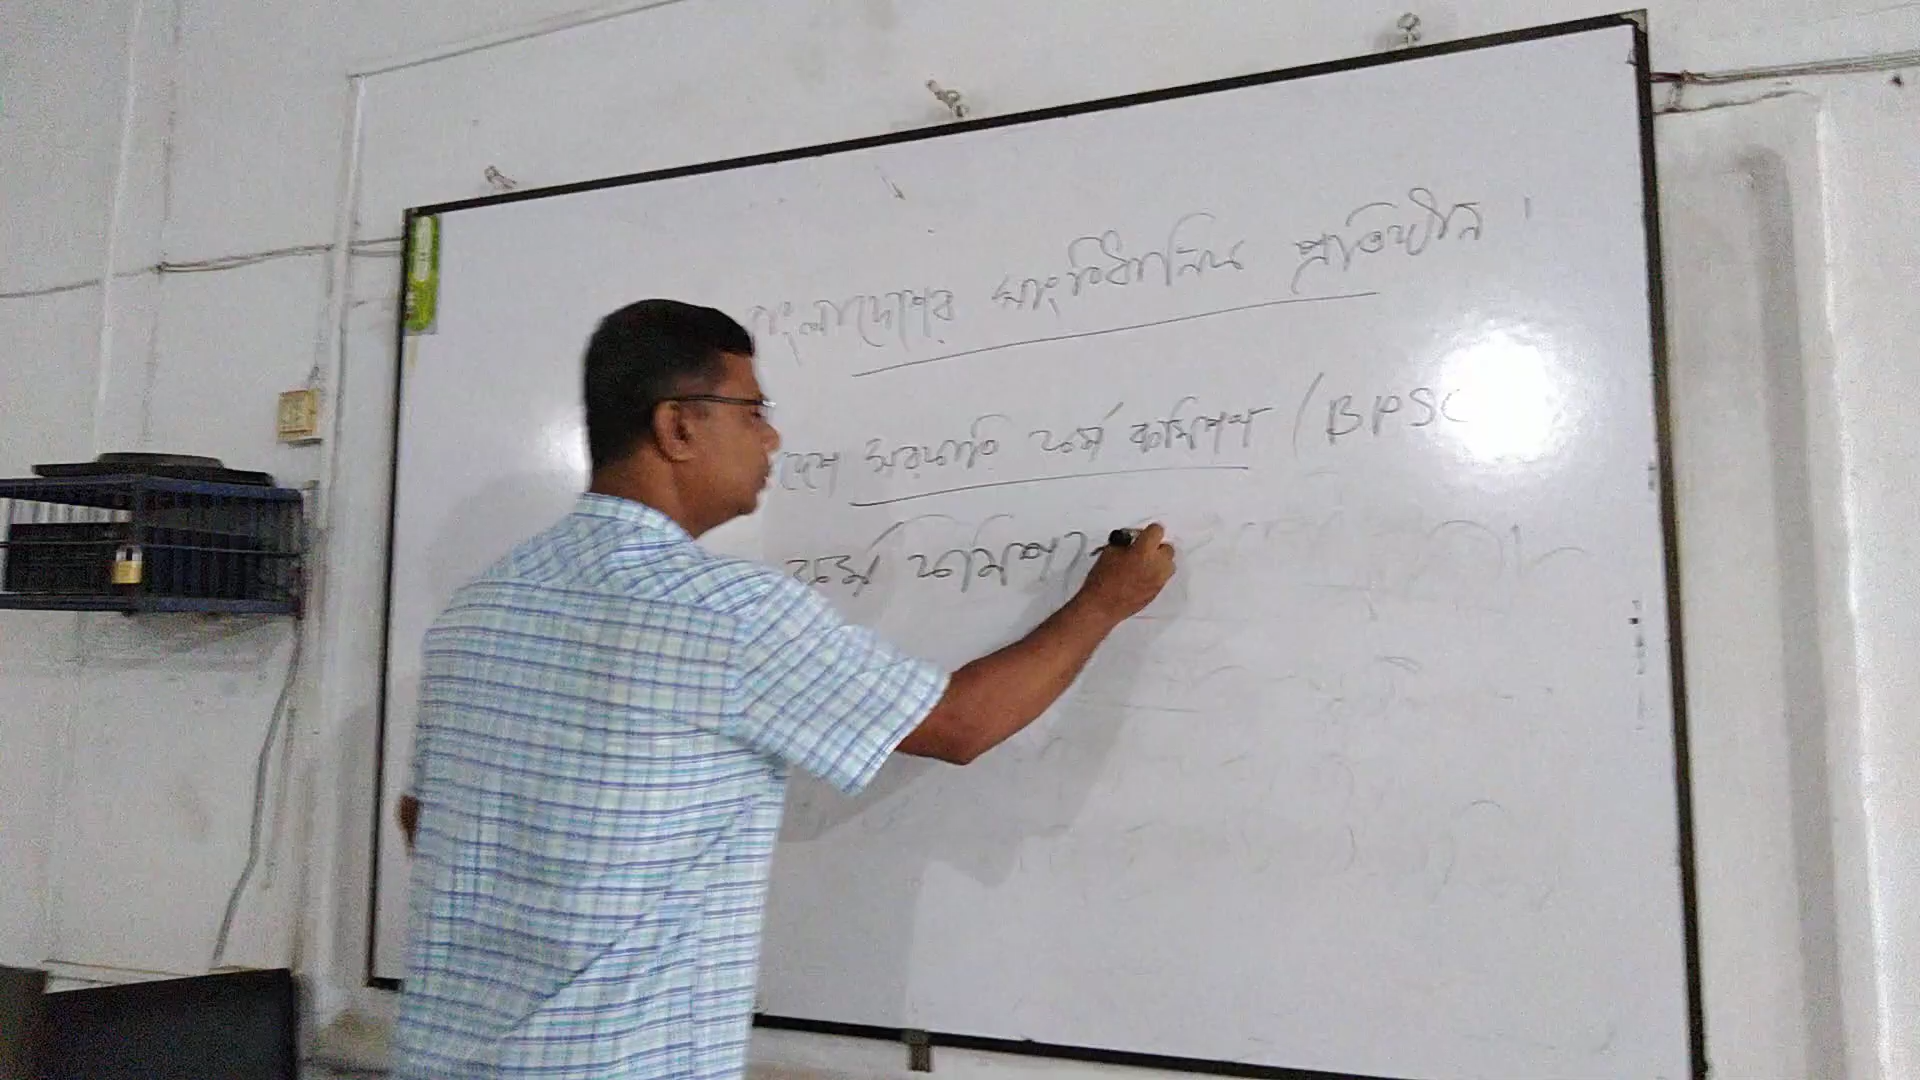 বাংলাদেশের সাংবিধানিক প্রতিষ্ঠান
দেশ সরকারি কর্ম কমিশন (BPSC
কর্ম কমিশন